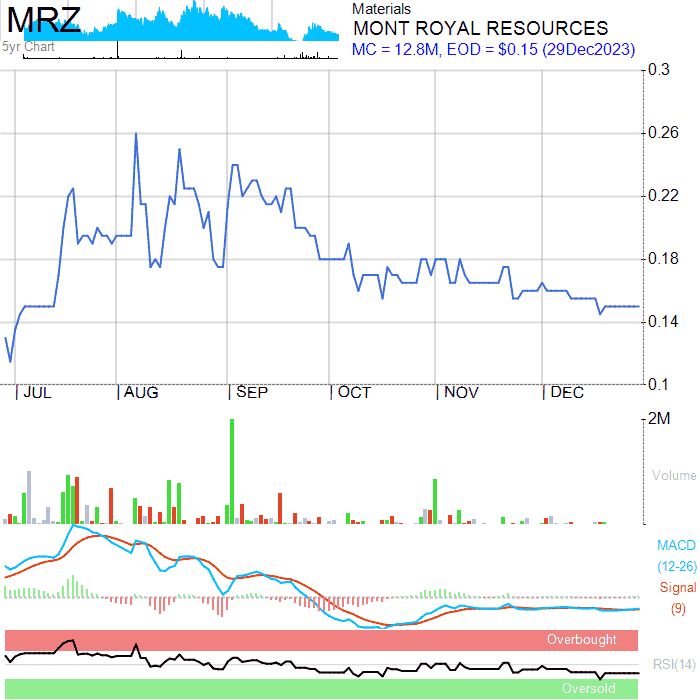 MRZ
5yr Chart
Materials
MONT ROYAL RESOURCES
MC = 12.8M, EOD = $0.15 (29Dec2023)
0.3
0.26
0.22
0.18
0.14
0.1
JUL AUG SEP OCT NOV DEC
2M
Volume
MACD
(12-26)
Signal
(9)
Overbought
RSI(14)
Oversold